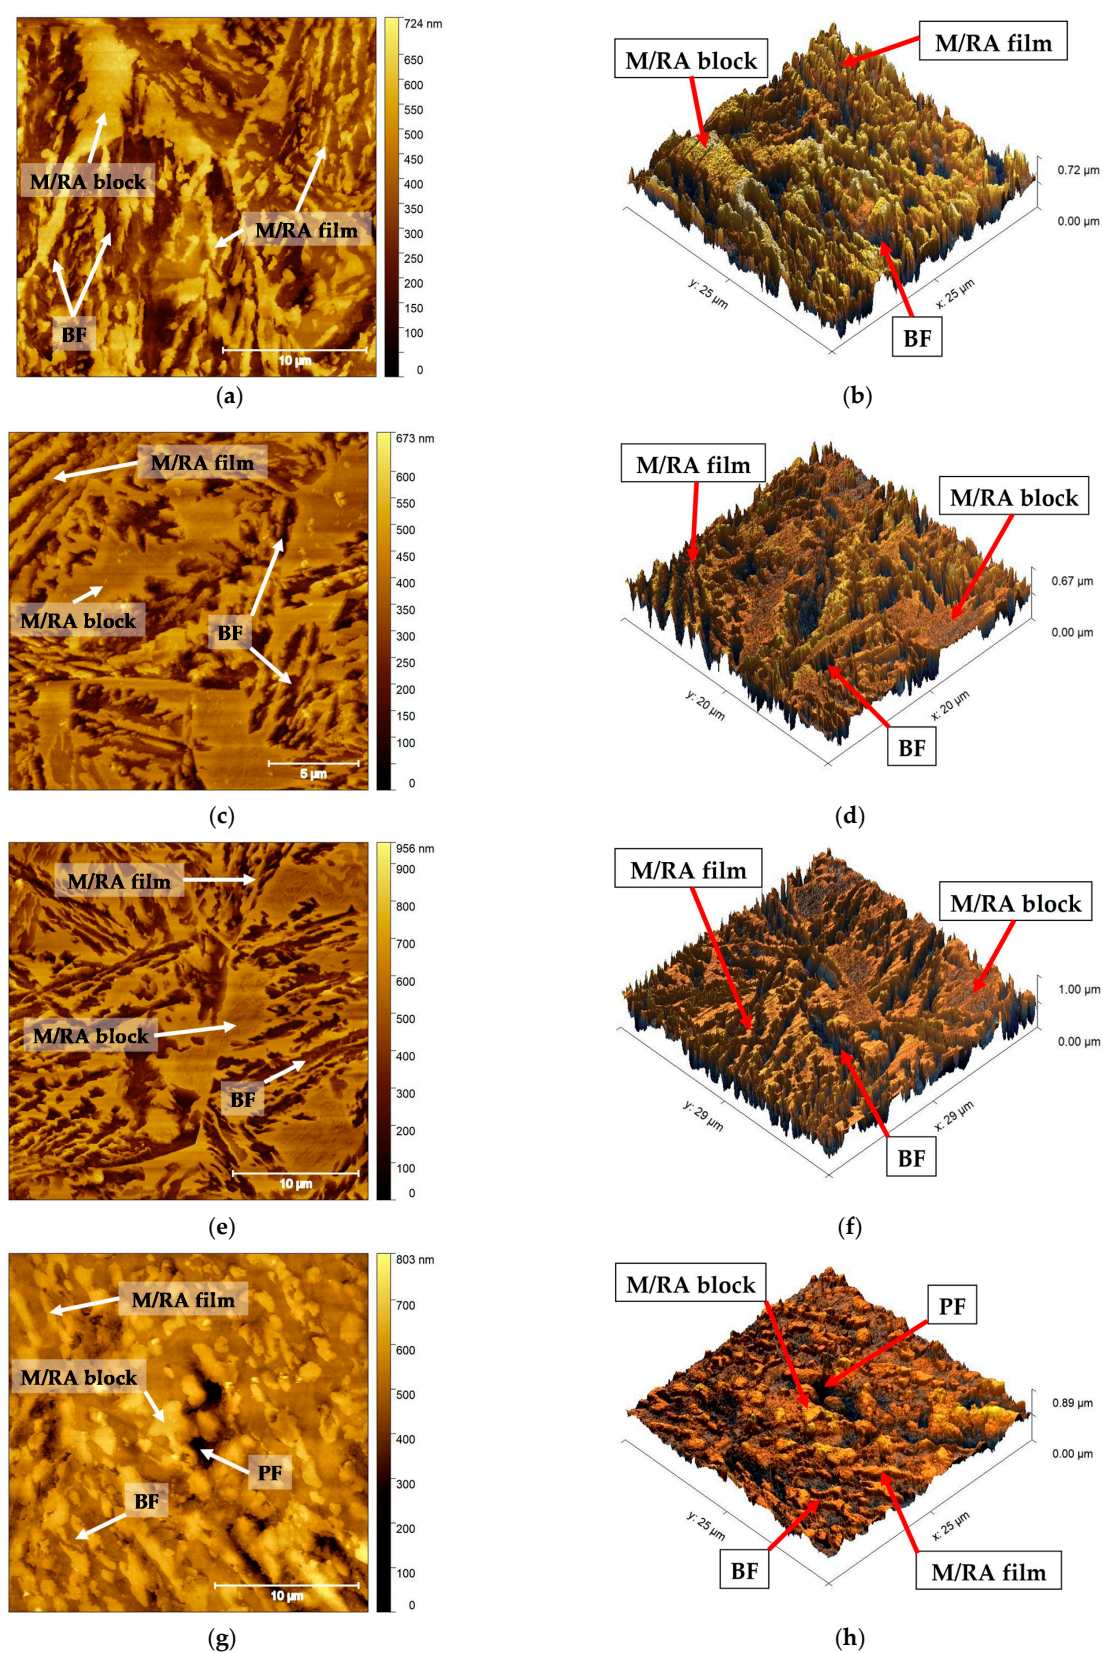 724 nm
650
600
550
500
450
400
350
300
250
200
150
100
0
M/RA block
M/RA film
BF
10 µm
(a)
M/RA film
M/RA block
0.72 µm
0.00 µm
y: 25 µm
x: 25 µm
BF
(b)
673 nm
600
550
500
450
400
350
300
250
200
150
100
0
M/RA film
M/RA block
BF
5 µm
(c)
M/RA film
M/RA block
0.67 µm
0.00 µm
y: 20 µm
x: 20 µm
BF
(d)
956 nm
900
800
700
600
500
400
300
200
100
0
M/RA film
M/RA block
BF
10 µm
(e)
M/RA film
M/RA block
1.00 µm
0.00 µm
y: 29 µm
x: 29 µm
BF
(f)
803 nm
700
600
500
400
300
200
100
0
M/RA film
M/RA block
PF
BF
10 µm
(g)
M/RA block
PF
0.89 µm
0.00 µm
y: 25 µm
x: 25 µm
BF
M/RA film
(h)